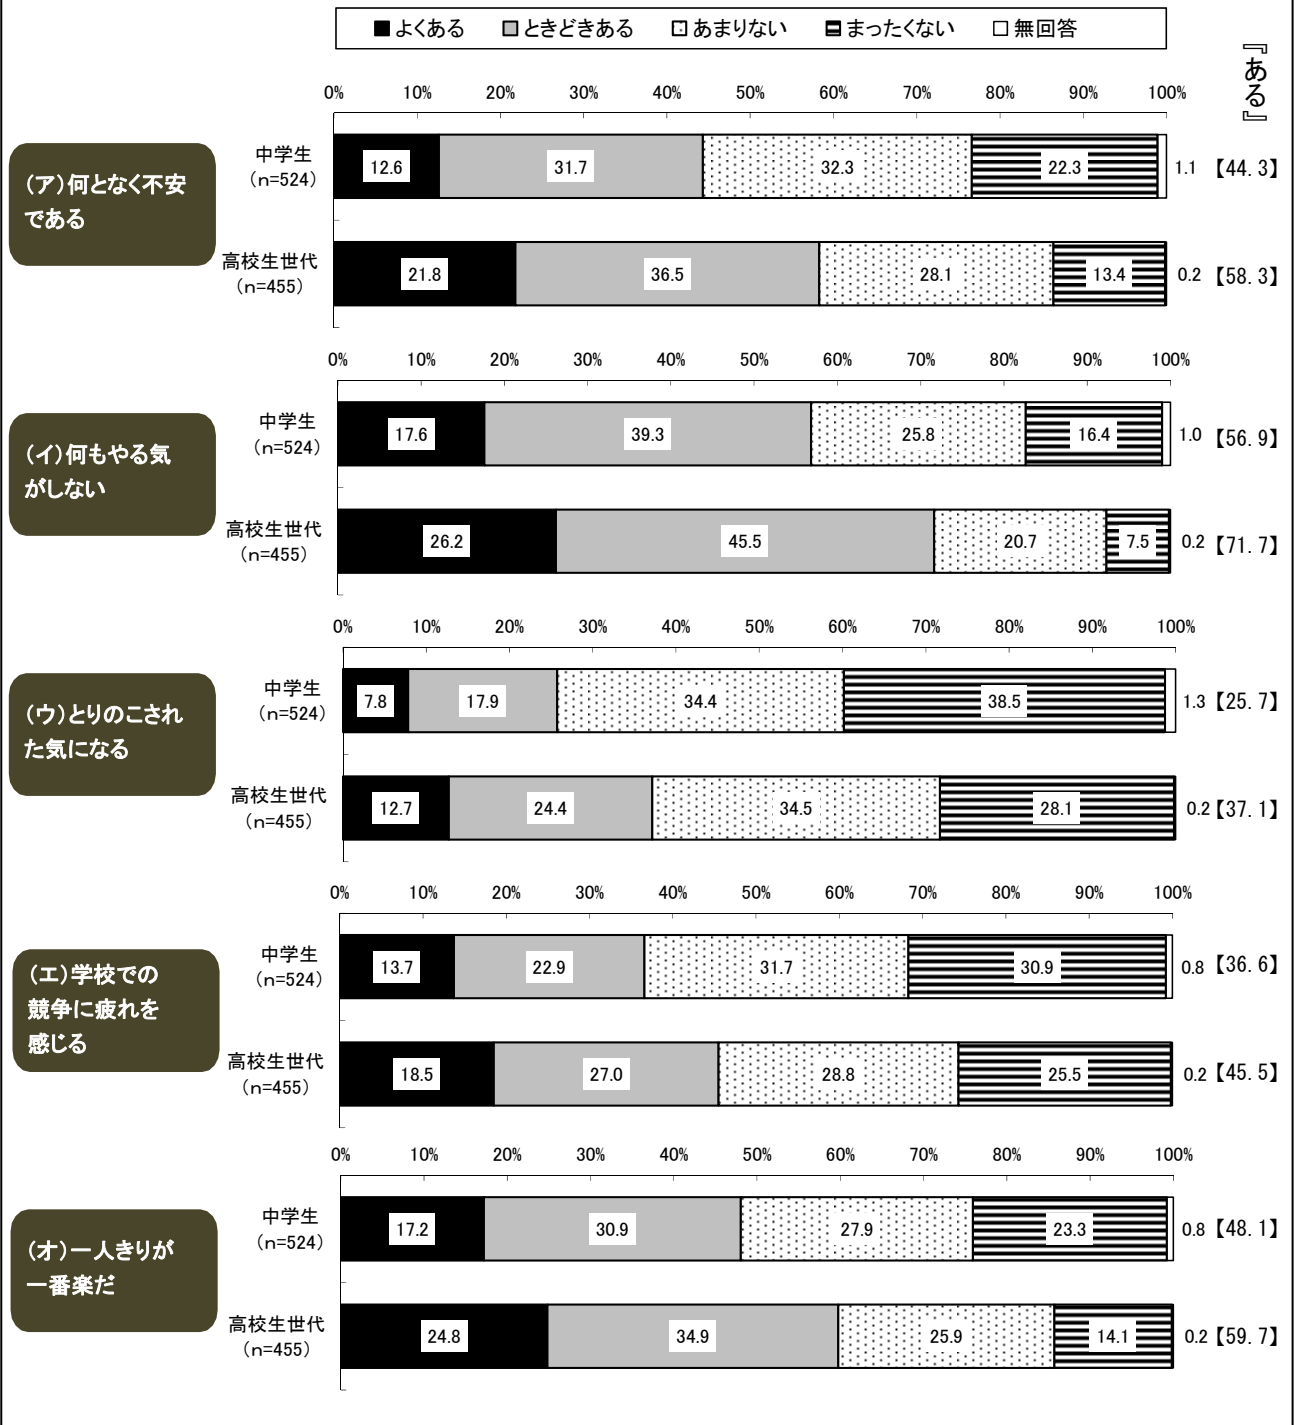 よくある ときどきある あまりない まったくない 無回答
『ある』
0% 10% 20% 30% 40% 50% 60% 70% 80% 90% 100%
(ア)何となく不安
である
中学生
(n=524)
12.6 31.7 32.3 22.3 1.1 【44.3】
高校生世代
(n=455)
21.8 36.5 28.1 13.4 0.2 【58.3】
0% 10% 20% 30% 40% 50% 60% 70% 80% 90% 100%
(イ)何もやる気
がしない
中学生
(n=524)
17.6 39.3 25.8 16.4 1.0 【56.9】
高校生世代
(n=455)
26.2 45.5 20.7 7.5 0.2 【71.7】
0% 10% 20% 30% 40% 50% 60% 70% 80% 90% 100%
(ウ)とりのこされ
た気になる
中学生
(n=524)
7.8 17.9 34.4 38.5 1.3 【25.7】
高校生世代
(n=455)
12.7 24.4 34.5 28.1 0.2 【37.1】
0% 10% 20% 30% 40% 50% 60% 70% 80% 90% 100%
(エ)学校での
競争に疲れを
感じる
中学生
(n=524)
13.7 22.9 31.7 30.9 0.8 【36.6】
高校生世代
(n=455)
18.5 27.0 28.8 25.5 0.2 【45.5】
0% 10% 20% 30% 40% 50% 60% 70% 80% 90% 100%
(オ)一人きりが
一番楽だ
中学生
(n=524)
17.2 30.9 27.9 23.3 0.8 【48.1】
高校生世代
(n=455)
24.8 34.9 25.9 14.1 0.2 【59.7】